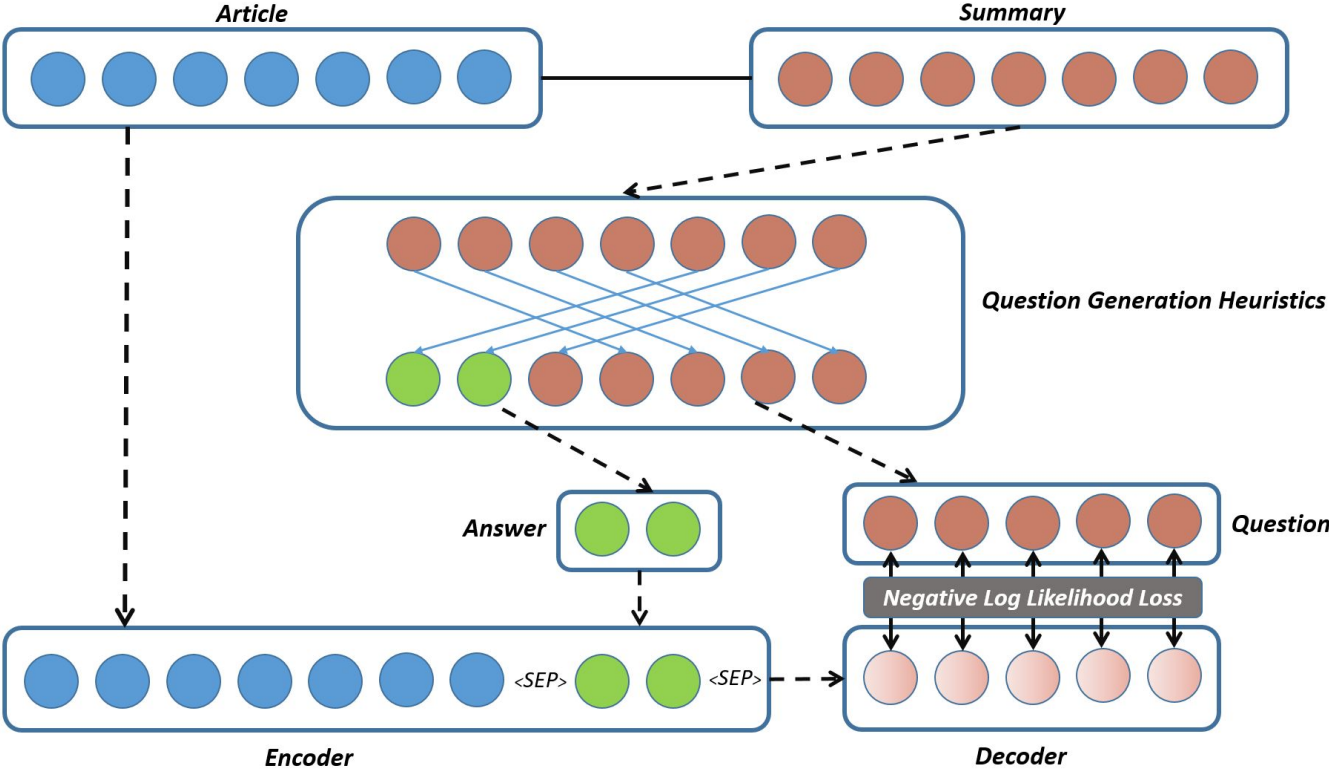 Article
Summary
Question Generation Heuristics
Answer
Question
Negative Log Likelihood Loss
<SEP>
<SEP>
Encoder
Decoder